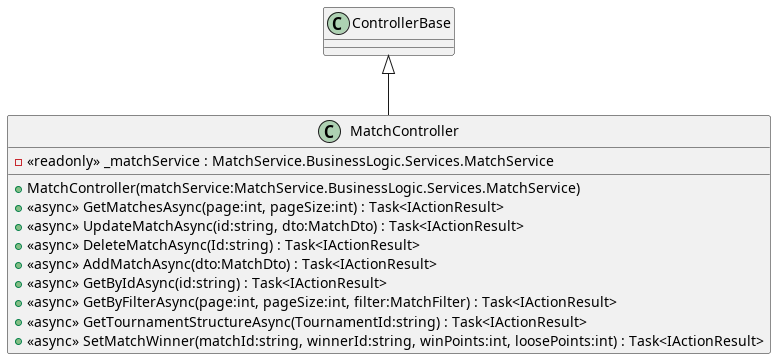 C ControllerBase
C MatchController
«readonly» _matchService : MatchService.BusinessLogic.Services.MatchService
MatchController(matchService:MatchService.BusinessLogic.Services.MatchService)
«async» GetMatchesAsync(page:int, pageSize:int) : Task<IActionResult>
«async» UpdateMatchAsync(id:string, dto:MatchDto) : Task<IActionResult>
«async» DeleteMatchAsync(Id:string) : Task<IActionResult>
«async» AddMatchAsync(dto:MatchDto) : Task<IActionResult>
«async» GetByIdAsync(id:string) : Task<IActionResult>
«async» GetByFilterAsync(page:int, pageSize:int, filter:MatchFilter) : Task<IActionResult>
«async» GetTournamentStructureAsync(TournamentId:string) : Task<IActionResult>
«async» SetMatchWinner(matchId:string, winnerId:string, winPoints:int, loosePoints:int) : Task<IActionResult>